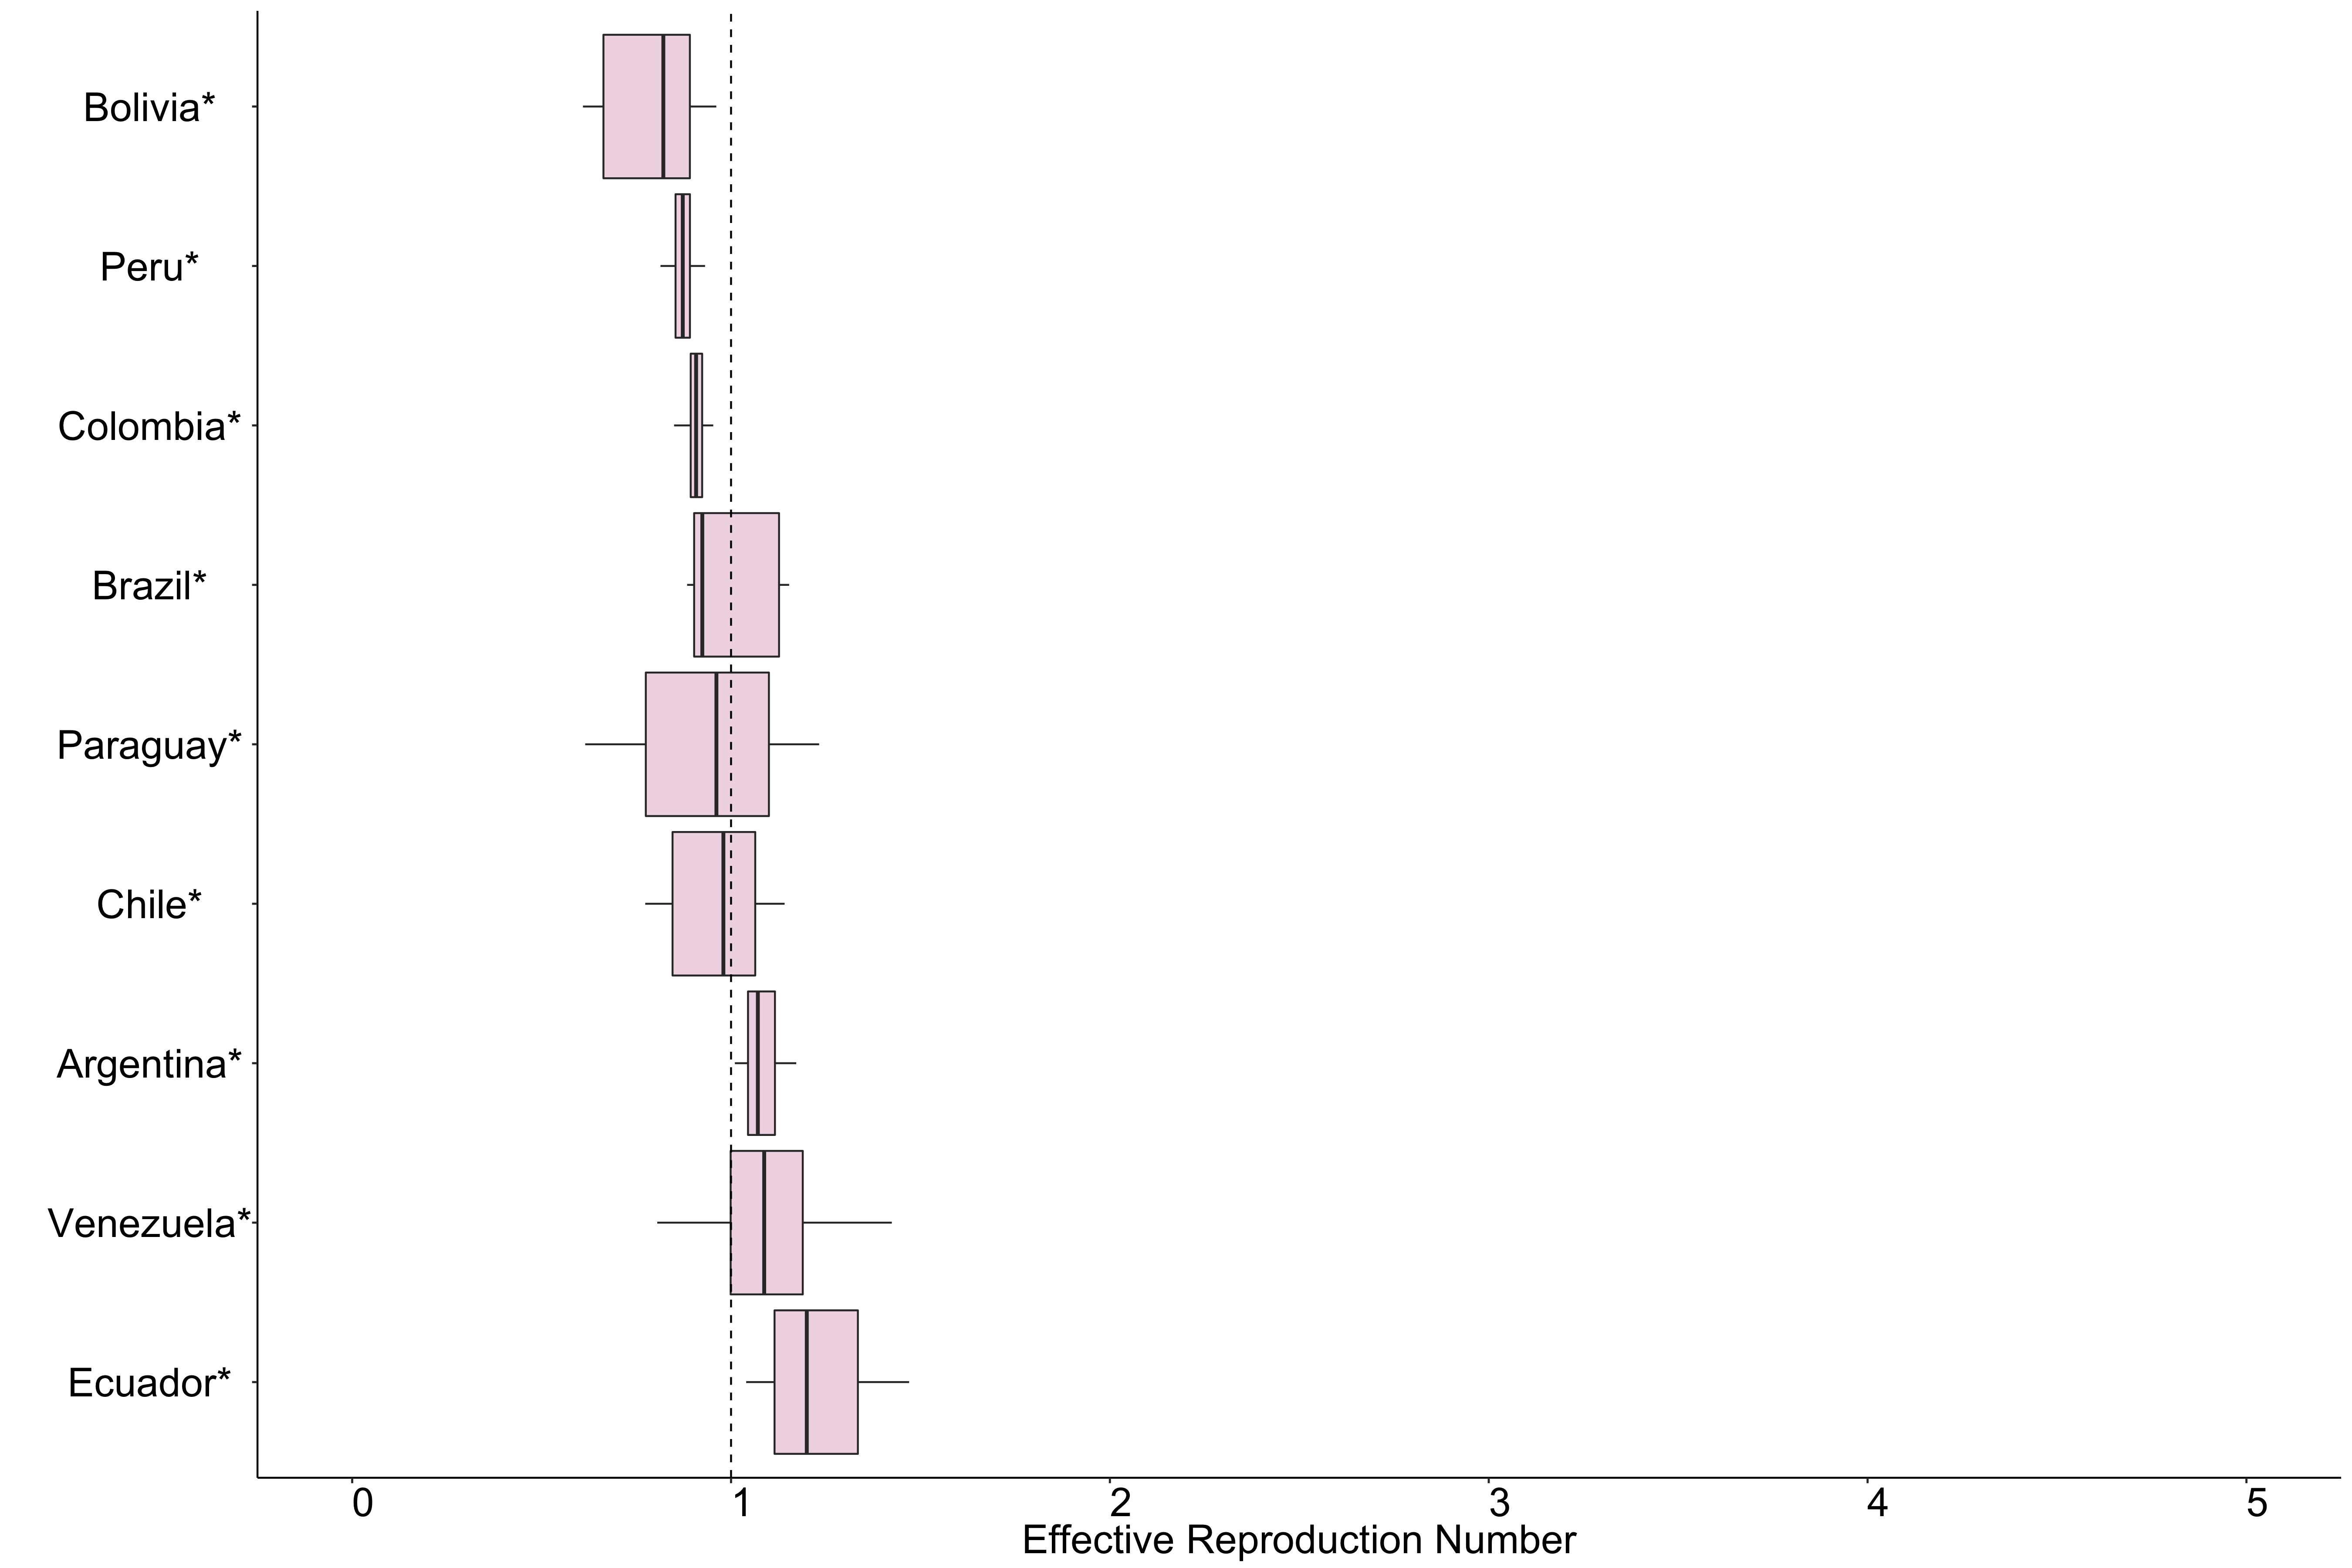 Bolivia*
Peru*
Colombia*
Brazil*
Paraguay*
Chile*
Argentina*
Venezuela*
Ecuador*
0 1 2 3 4 5
Effective Reproduction Number